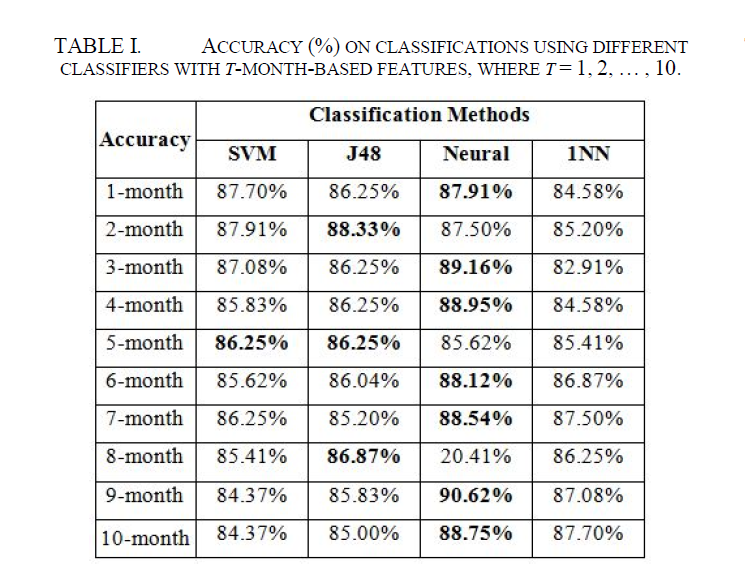 TABLE I. ACCURACY (%) ON CLASSIFICATIONS USING DIFFERENT
CLASSIFIERS WITH T-MONTH-BASED FEATURES, WHERE T= 1, 2, … , 10.
Accuracy Classification Methods
SVM J48 Neural 1NN
1-month 87.70% 86.25% 87.91% 84.58%
2-month 87.91% 88.33% 87.50% 85.20%
3-month 87.08% 86.25% 89.16% 82.91%
4-month 85.83% 86.25% 88.95% 84.58%
5-month 86.25% 86.25% 85.62% 85.41%
6-month 85.62% 86.04% 88.12% 86.87%
7-month 86.25% 85.20% 88.54% 87.50%
8-month 85.41% 86.87% 20.41% 86.25%
9-month 84.37% 85.83% 90.62% 87.08%
10-month 84.37% 85.00% 88.75% 87.70%